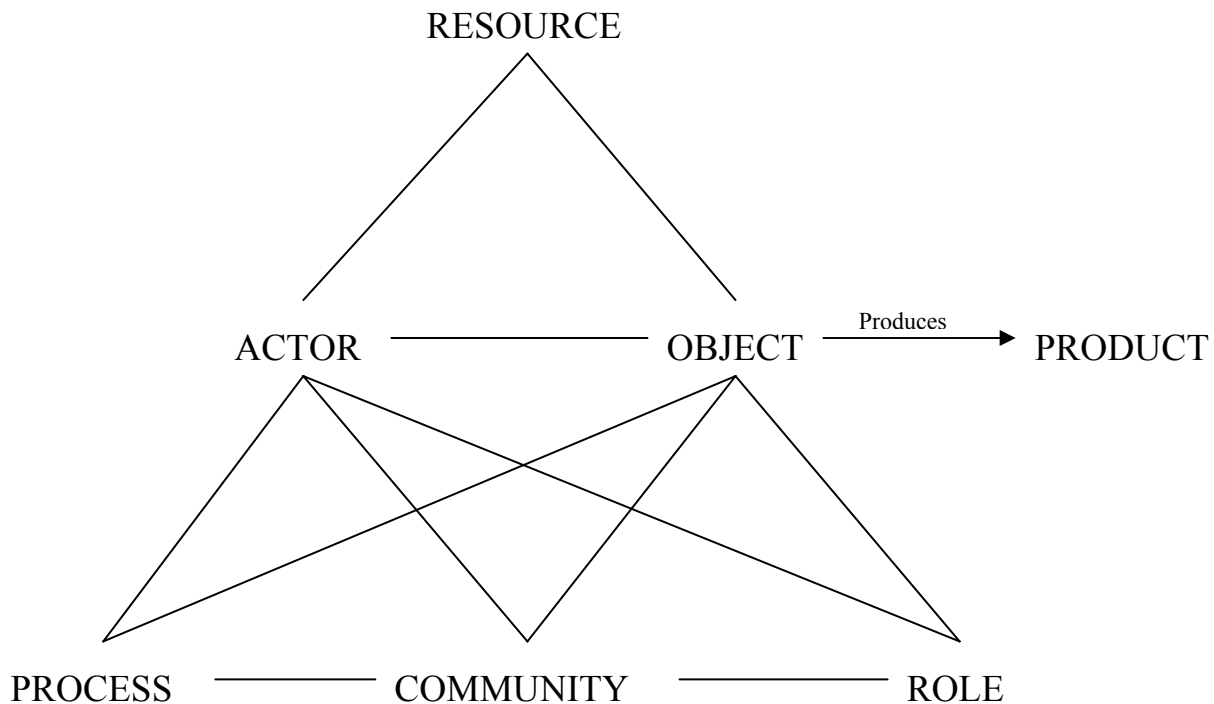 RESOURCE
Produces
ACTOR
OBJECT
PRODUCT
PROCESS
COMMUNITY
ROLE